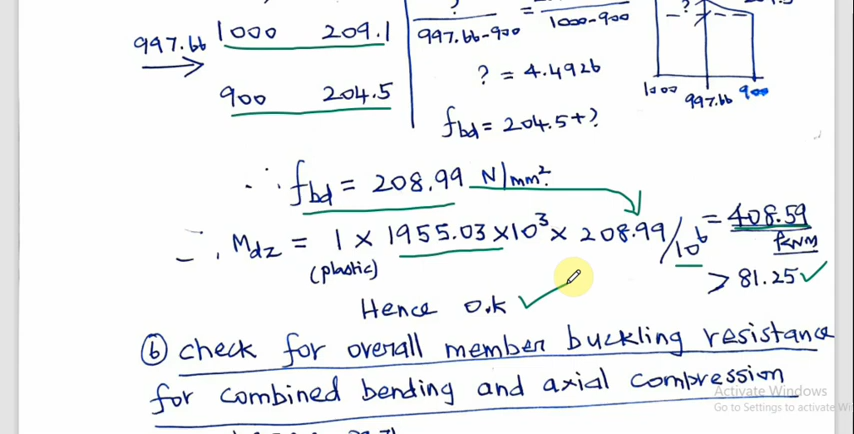 997.66 1000 209.1
900 204.5
? =
997.66-900 1000-900
? = 4.4926
fbd = 204.5+?
1000 997.66 900
∴ fbd = 208.99 N/mm²
∴ Mdz = 1 × 1955.03 ×10³ × 208.99/10⁶ = 408.59 kNM
(plastic)
> 81.25 ✓
Hence O.K ✓
(b) check for overall member buckling resistance
for combined bending and axial compression
Activate Windows
Go to Settings to activate Wi